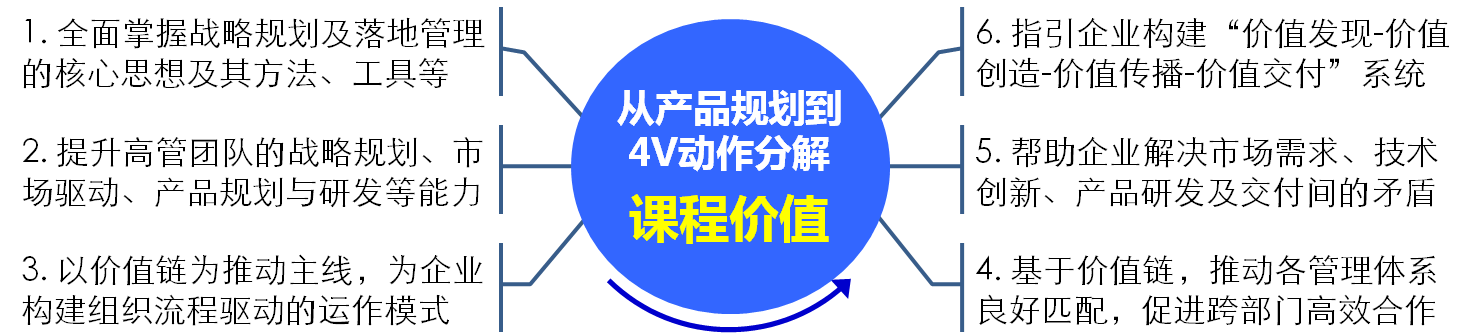 1. 全面掌握战略规划及落地管理
的核心思想及其方法、工具等
2. 提升高管团队的战略规划、市
场驱动、产品规划与研发等能力
3. 以价值链为推动主线，为企业
构建组织流程驱动的运作模式
从产品规划到
4V动作分解
课程价值
6. 指引企业构建“价值发现-价值
创造-价值传播-价值交付”系统
5. 帮助企业解决市场需求、技术
创新、产品研发及交付间的矛盾
4. 基于价值链，推动各管理体系
良好匹配，促进跨部门高效合作